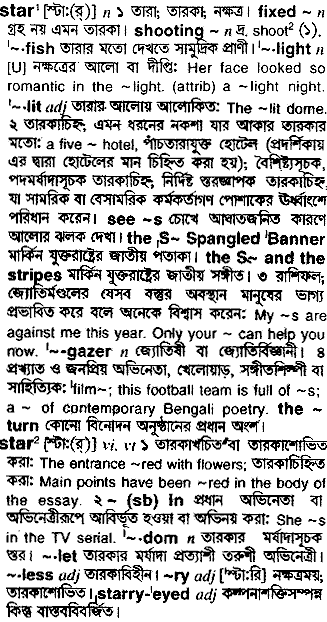 star¹ [স্টা:(র্)] n ১ তারা; তারকা; নক্ষত্র। fixed ~ n
গ্রহ নয় এমন তারকা। shooting ~ n দ্র. shoot² (১).
ˈ~-fish তারার মতো দেখতে সামুদ্রিক প্রাণী। ˈ~-light n
[U] নক্ষত্রের আলো বা দীপ্তি: Her face looked so
romantic in the ~light. (attrib) a ~light night.
ˈ~-lit adj তারার আলোয় আলোকিত: The ~lit dome.
২ তারকাচিহ্ন; এমন ধরনের নকশা যার আকার তারকার
মতো: a five ~ hotel, পাঁচতারাযুক্ত হোটেল (প্রদর্শিকায়
এর দ্বারা হোটেলের মান চিহ্নিত করা হয়); বৈশিষ্ট্যসূচক,
পদমর্যাদাসূচক তারকাচিহ্ন, নির্দিষ্ট স্তরজ্ঞাপক তারকাচিহ্ন,
যা সামরিক বা বেসামরিক কর্মকর্তাগণ পোশাকের ঊর্ধ্বাংশে
পরিধান করেন। see ~s চোখে আঘাতজনিত কারণে
আলোর ঝলক দেখা। the ˌS~ Spangled ˈBanner
মার্কিন যুক্তরাষ্ট্রের জাতীয় পতাকা। the S~ and the
stripes মার্কিন যুক্তরাষ্ট্রের জাতীয় সঙ্গীত। ৩ রাশিফল;
জ্যোতির্মণ্ডলের যেসব বস্তুর অবস্থান মানুষের ভাগ্য
প্রভাবিত করে বলে অনেকে বিশ্বাস করেন: My ~s are
against me this year. Only your ~ can help you
now. ˈ~-gazer n জ্যোতিষী বা জ্যোতির্বিজ্ঞানী। ৪
প্রখ্যাত ও জনপ্রিয় অভিনেতা, খেলোয়াড়, সঙ্গীতশিল্পী বা
সাহিত্যিক: ˈfilm~; this football team is full of ~s;
a ~ of contemporary Bengali poetry. the ~
turn কোনো বিনোদন অনুষ্ঠানের প্রধান অংশ।
star² [স্টা:(র্)] vi, vt ১ তারকাখচিত বা তারকাশোভিত
করা: The entrance ~red with flowers; তারকাচিহ্নিত
করা: Main points have been ~red in the body of
the essay. ২ ~ (sb) in প্রধান অভিনেতা বা
অভিনেত্রীরূপে আবির্ভূত হওয়া বা অভিনয় করা: She ~s
in the TV serial. ˈ~-dom n তারকার মর্যাদাসূচক
স্তর। ~-let তারকার মর্যাদা প্রত্যাশী তরুণী অভিনেত্রী।
~-less adj তারকাবিহীন। ~ry adj [ˈস্টা:রি] নক্ষত্রময়;
তারকাশোভিত। ˌstarry-ˈeyed adj কল্পনাশক্তিসম্পন্ন
কিন্তু বাস্তববিবর্জিত।